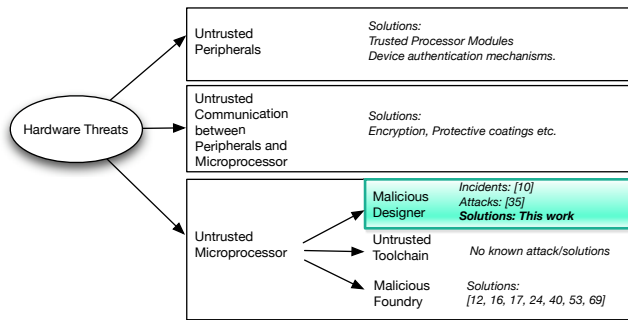 Hardware Threats
Untrusted
Peripherals
Solutions:
Trusted Processor Modules
Device authentication mechanisms.
Untrusted
Communication
between
Peripherals and
Microprocessor
Solutions:
Encryption, Protective coatings etc.
Untrusted
Microprocessor
Malicious
Designer
Incidents: [10]
Attacks: [35]
Solutions: This work
Untrusted
Toolchain
No known attack/solutions
Malicious
Foundry
Solutions:
[12, 16, 17, 24, 40, 53, 69]